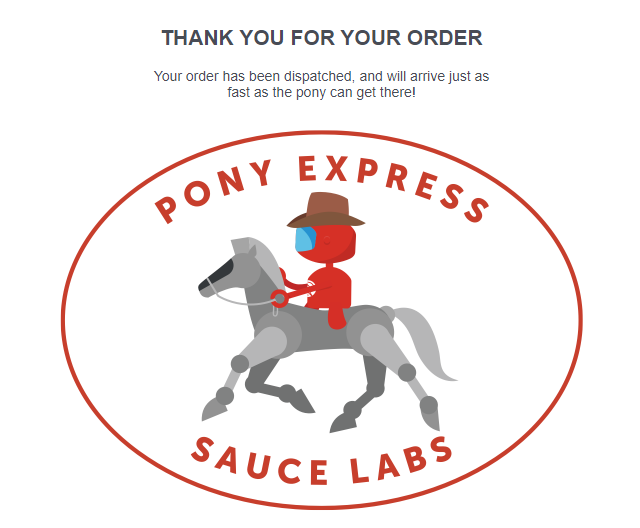 THANK YOU FOR YOUR ORDER
Your order has been dispatched, and will arrive just as
fast as the pony can get there!
PONY EXPRESS
SAUCE LABS